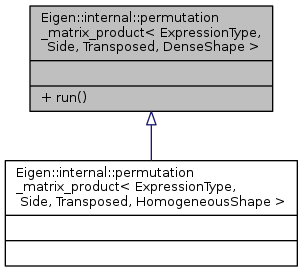 Eigen::internal::permutation
_matrix_product< ExpressionType,
Side, Transposed, DenseShape >
+ run()
Eigen::internal::permutation
_matrix_product< ExpressionType,
Side, Transposed, HomogeneousShape >